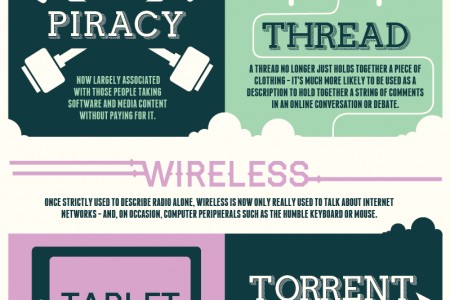 PIRACY
NOW LARGELY ASSOCIATED
WITH THOSE PEOPLE TAKING
SOFTWARE AND MEDIA CONTENT
WITHOUT PAYING FOR IT.
THREAD
A THREAD NO LONGER JUST HOLDS TOGETHER A PIECE OF
CLOTHING - IT'S MUCH MORE LIKELY TO BE USED AS A
DESCRIPTION TO HOLD TOGETHER A STRING OF COMMENTS
IN AN ONLINE CONVERSATION OR DEBATE.
WIRELESS
ONCE STRICTLY USED TO DESCRIBE RADIO ALONE, WIRELESS IS NOW ONLY REALLY USED TO TALK ABOUT INTERNET
NETWORKS - AND, ON OCCASION, COMPUTER PERIPHERALS SUCH AS THE HUMBLE KEYBOARD OR MOUSE.
TABLET
TORRENT